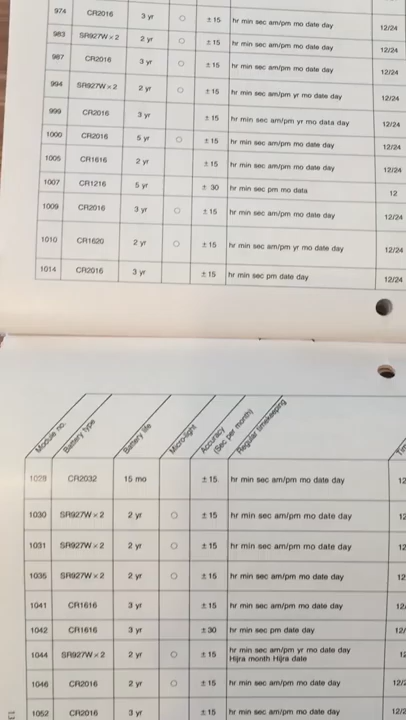 974 CR2016 3 yr ○ ± 15 hr min sec am/pm mo date day 12/24
983 SR927W × 2 2 yr ○ ± 15 hr min sec am/pm mo date day 12/24
987 CR2016 3 yr ○ ± 15 hr min sec am/pm mo date day 12/24
994 SR927W × 2 2 yr ○ ± 15 hr min sec am/pm yr mo date day 12/24
999 CR2016 3 yr ± 15 hr min sec am/pm yr mo data day 12/24
1000 CR2016 5 yr ○ ± 15 hr min sec am/pm mo date day 12/24
1005 CR1616 2 yr ± 15 hr min sec am/pm mo date day 12/24
1007 CR1216 5 yr ± 30 hr min sec pm mo data 12
1009 CR2016 3 yr ○ ± 15 hr min sec am/pm mo date day 12/24
1010 CR1620 2 yr ○ ± 15 hr min sec am/pm yr mo date day 12/24
1014 CR2016 3 yr ± 15 hr min sec pm date day 12/24
Module no. Battery type Battery life Micro-light Accuracy (Sec per month) Regular timekeeping
1028 CR2032 15 mo ± 15 hr min sec am/pm mo date day 12
1030 SR927W × 2 2 yr ○ ± 15 hr min sec am/pm mo date day 12
1031 SR927W × 2 2 yr ○ ± 15 hr min sec am/pm mo date day 12
1035 SR927W × 2 2 yr ○ ± 15 hr min sec am/pm mo date day 12
1041 CR1616 3 yr ± 15 hr min sec am/pm mo date day 12/
1042 CR1616 3 yr ± 30 hr min sec pm date day 12/
1044 SR927W × 2 2 yr ○ ± 15 hr min sec am/pm yr mo date day 12
Hijra month Hijra date
1046 CR2016 2 yr ○ ± 15 hr min sec am/pm mo date day 12/2
1052 CR2016 3 yr ± 15 hr min sec am/pm mo date day 12/2